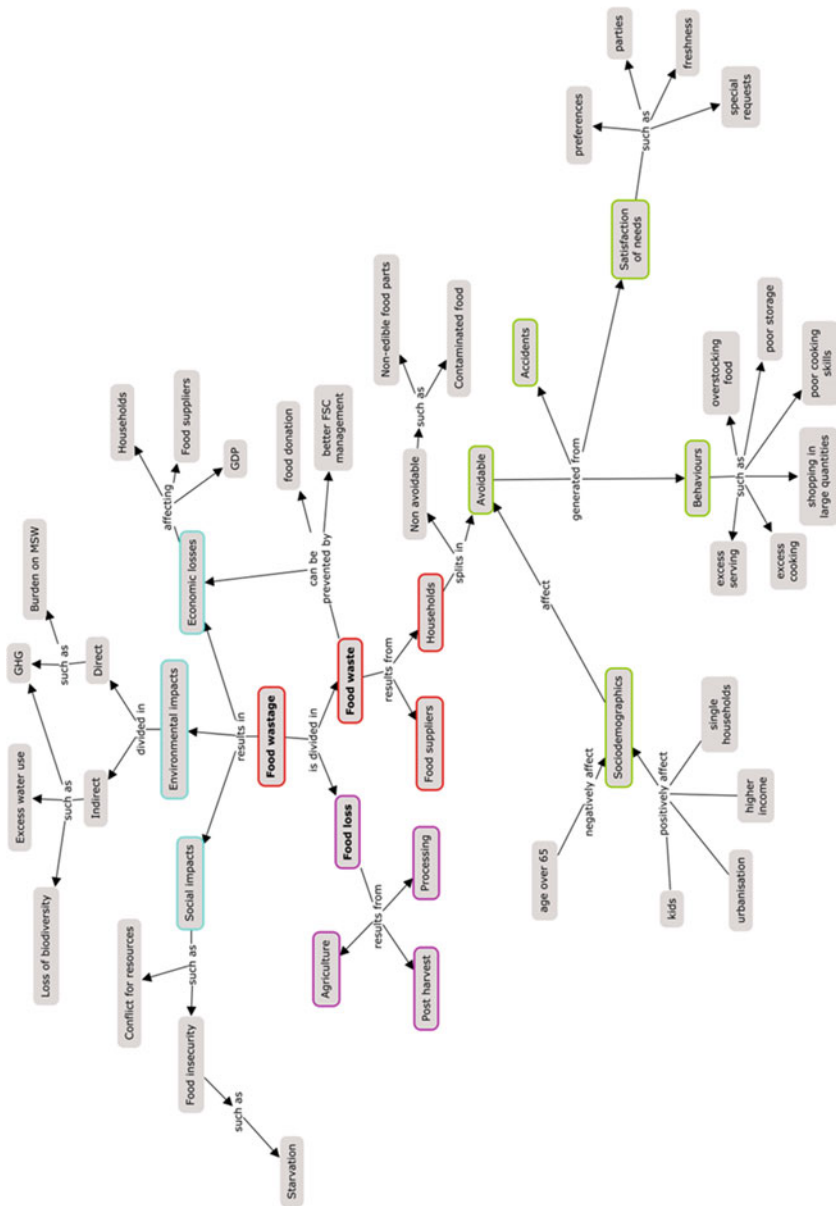 Starvation
such as
Food insecurity
Conflict for resources
such as
Social impacts
Loss of biodiversity
Excess water use
GHG
Burden on MSW
such as
such as
Indirect
Direct
divided in
Environmental impacts
results in
Households
Food suppliers
GDP
affecting
Economic losses
Food wastage
is divided in
Food loss
results from
Agriculture
Post harvest
Processing
Food waste
can be
prevented by
food donation
better FSC
management
results from
Food suppliers
Households
splits in
Non avoidable
such as
Non-edible food parts
Contaminated food
Avoidable
affect
Sociodemographics
negatively affect
age over 65
positively affect
kids
urbanisation
higher
income
single
households
generated from
Accidents
Behaviours
such as
excess
serving
excess
cooking
shopping in
large quantities
poor cooking
skills
poor storage
overstocking
food
Satisfaction
of needs
such as
preferences
parties
freshness
special
requests